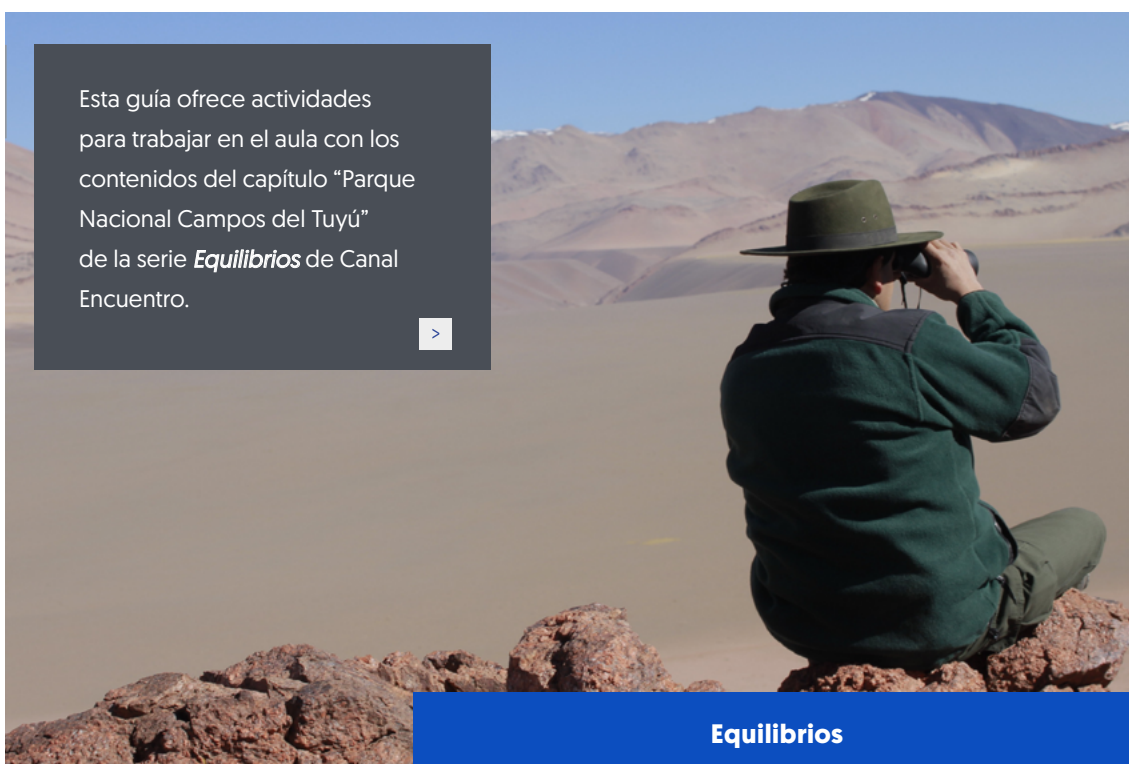 Esta guía ofrece actividades
para trabajar en el aula con los
contenidos del capítulo “Parque
Nacional Campos del Tuyú”
de la serie Equilibrios de Canal
Encuentro.
>
Equilibrios